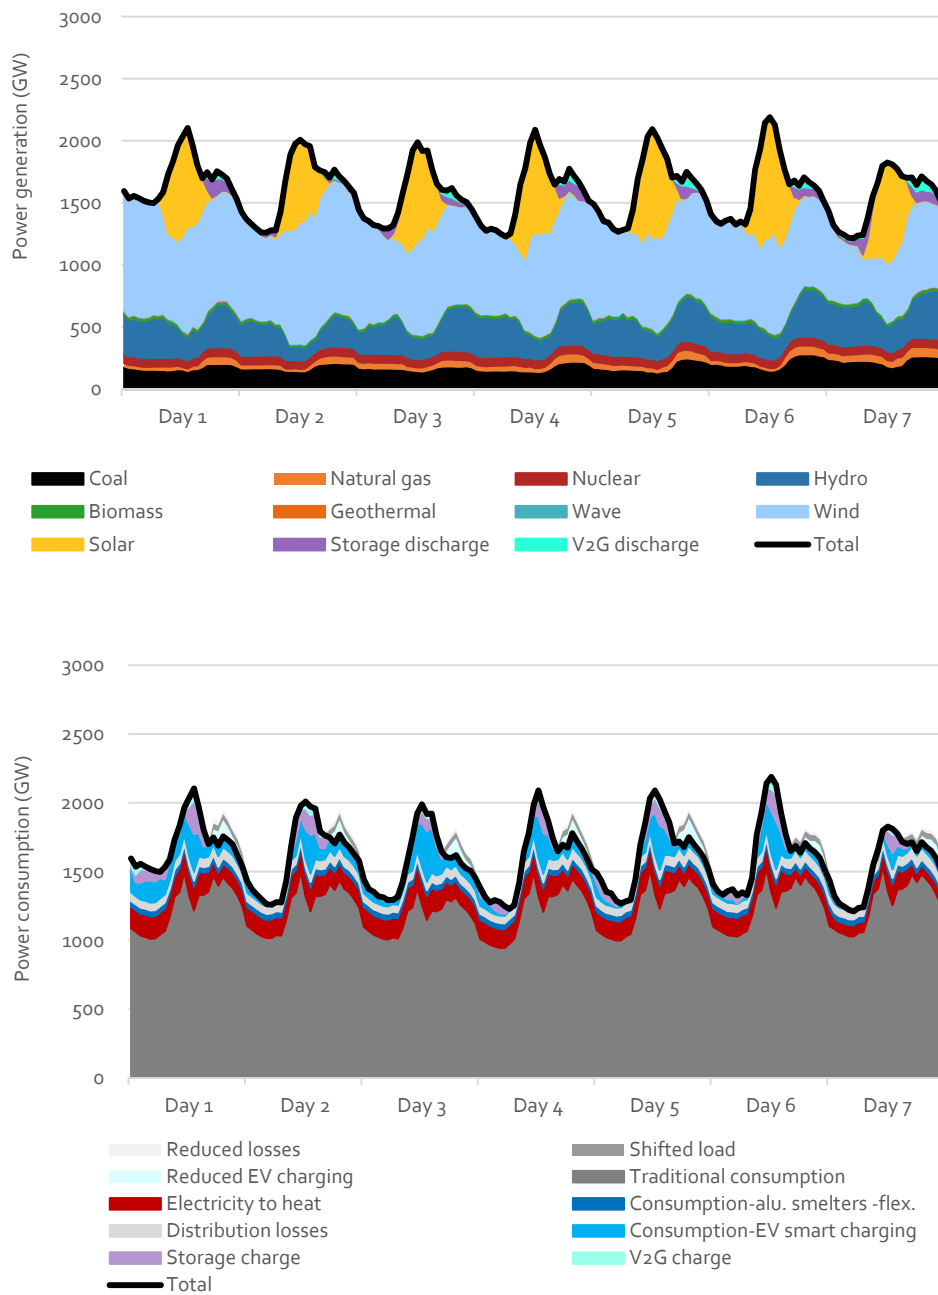 Power generation (GW)
3000
2500
2000
1500
1000
500
0
Day 1 Day 2 Day 3 Day 4 Day 5 Day 6 Day 7
Coal Natural gas Nuclear Hydro
Biomass Geothermal Wave Wind
Solar Storage discharge V2G discharge Total
Power consumption (GW)
3000
2500
2000
1500
1000
500
0
Day 1 Day 2 Day 3 Day 4 Day 5 Day 6 Day 7
Reduced losses Shifted load
Reduced EV charging Traditional consumption
Electricity to heat Consumption-alu. smelters -flex.
Distribution losses Consumption-EV smart charging
Storage charge V2G charge
Total